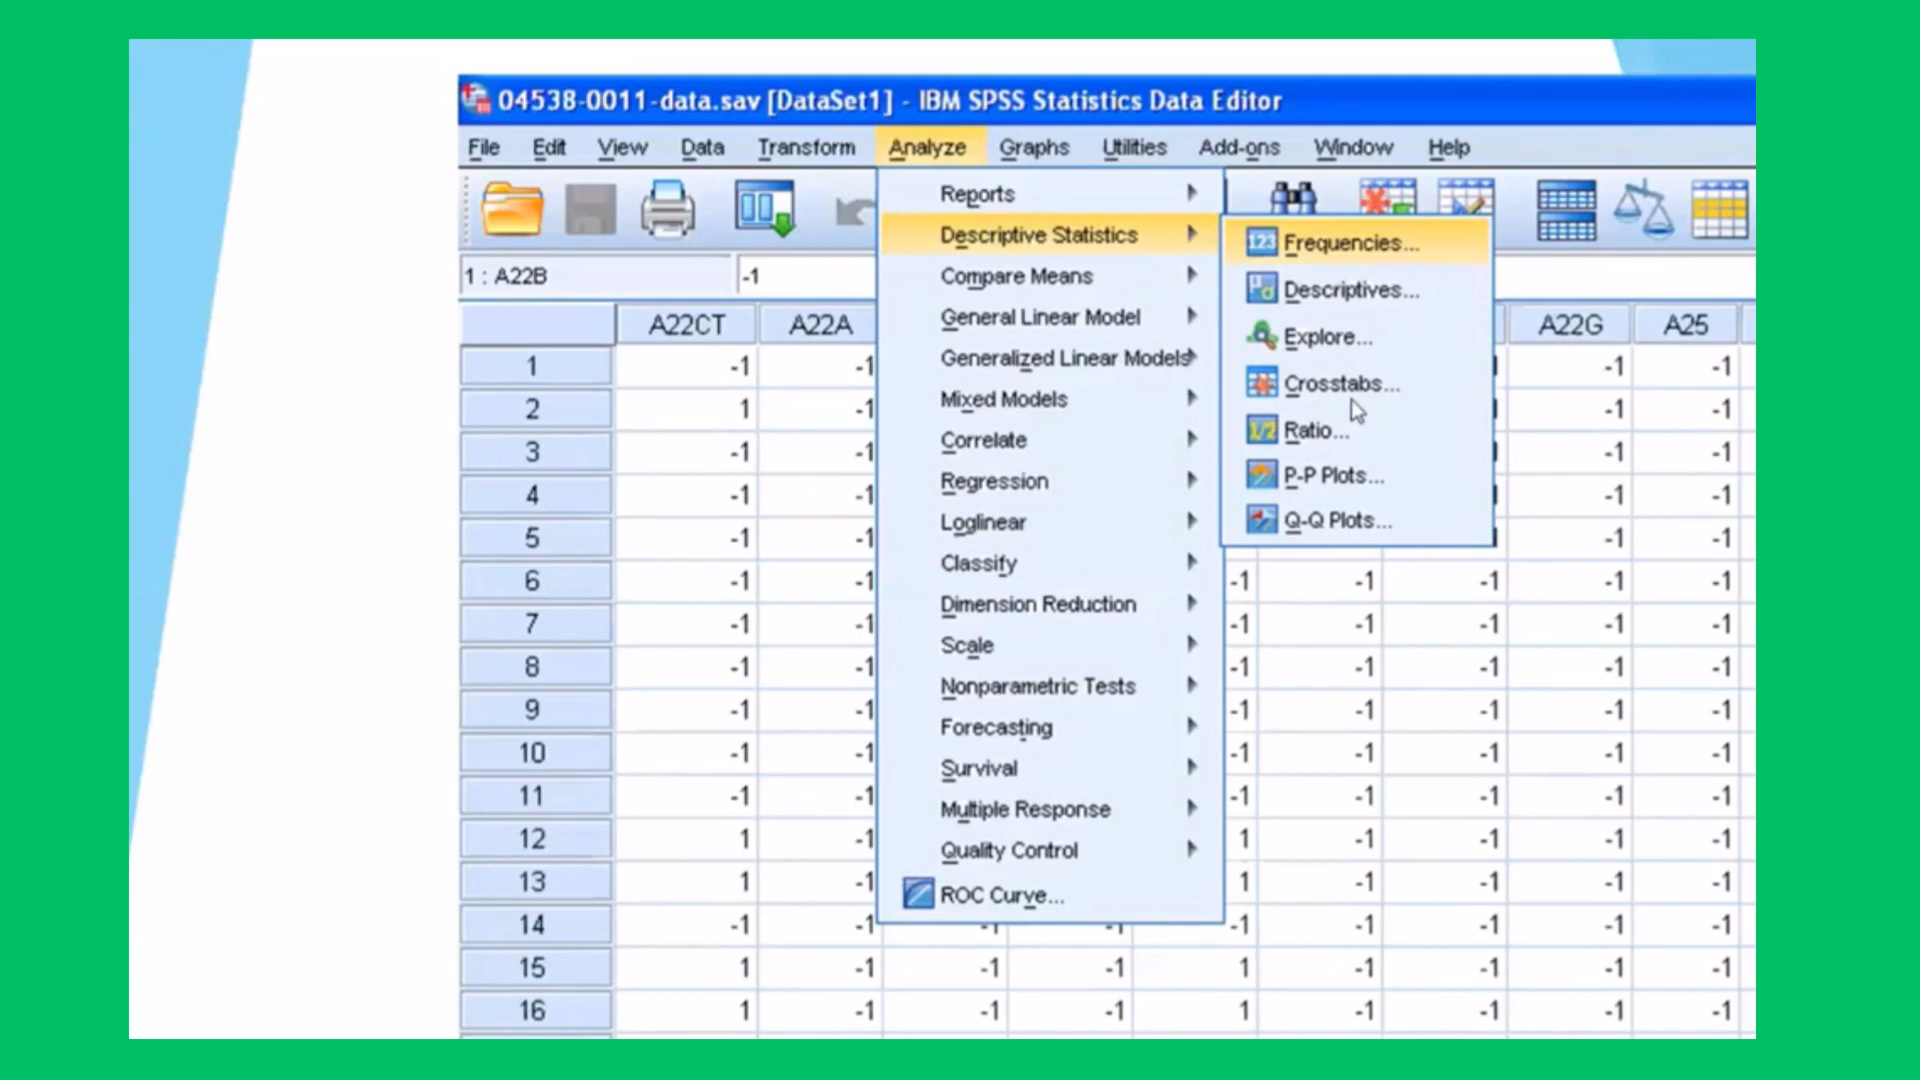 04538-0011-data.sav [DataSet1] - IBM SPSS Statistics Data Editor
File Edit View Data Transform Analyze Graphs Utilities Add-ons Window Help
1 : A22B -1
Reports
Descriptive Statistics
Compare Means
General Linear Model
Generalized Linear Models
Mixed Models
Correlate
Regression
Loglinear
Classify
Dimension Reduction
Scale
Nonparametric Tests
Forecasting
Survival
Multiple Response
Quality Control
ROC Curve...
123 Frequencies...
Descriptives...
Explore...
Crosstabs...
1/2 Ratio...
P-P Plots...
Q-Q Plots...
A22CT A22A A22G A25
1 -1 -1 -1 -1
2 1 -1 -1 -1
3 -1 -1 -1 -1
4 -1 -1 -1 -1
5 -1 -1 -1 -1
6 -1 -1 -1 -1 -1 -1 -1
7 -1 -1 -1 -1 -1 -1 -1
8 -1 -1 -1 -1 -1 -1 -1
9 -1 -1 -1 -1 -1 -1 -1
10 -1 -1 -1 -1 -1 -1 -1
11 -1 -1 -1 -1 -1 -1 -1
12 1 -1 1 -1 -1 -1 -1
13 1 -1 1 -1 -1 -1 -1
14 -1 -1 -1 -1 -1 -1 -1 -1 -1
15 1 -1 -1 -1 1 -1 -1 -1 -1
16 1 -1 -1 -1 1 -1 -1 -1 -1